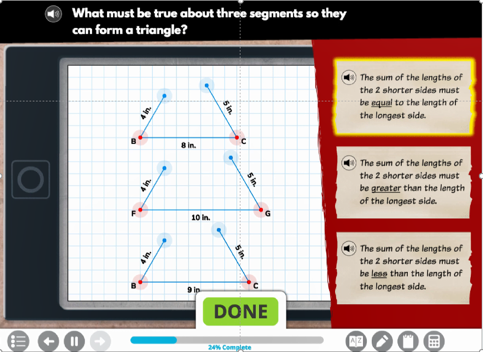 What must be true about three segments so they
can form a triangle?
4 in.
5 in.
B
C
8 in.
4 in.
5 in.
F
G
10 in.
4 in.
5 in.
B
C
9 in
The sum of the lengths of
the 2 shorter sides must
be equal to the length of
the longest side.
The sum of the lengths of
the 2 shorter sides must
be greater than the length
of the longest side.
The sum of the lengths of
the 2 shorter sides must
be less than the length of
the longest side.
DONE
24% Complete